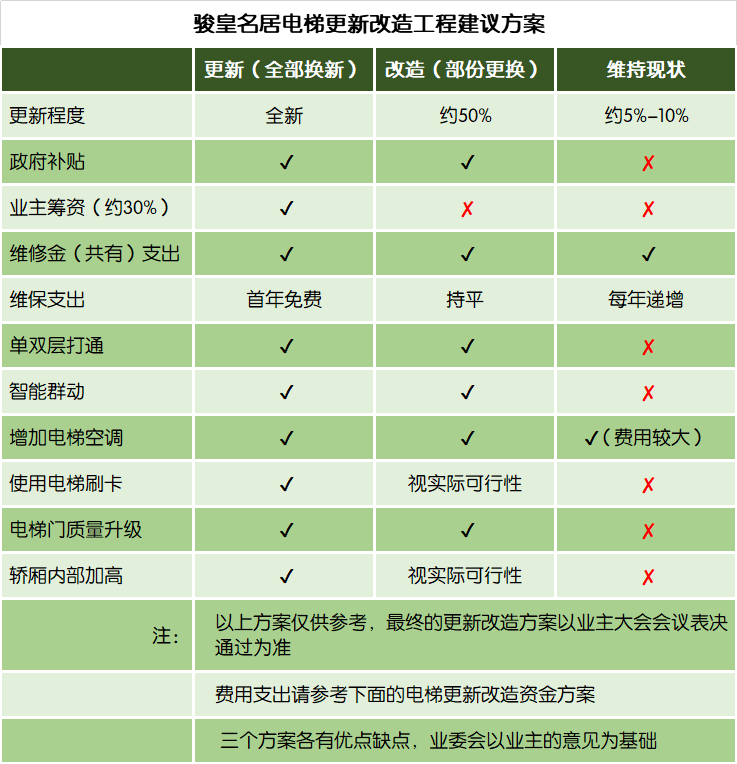 骏皇名居电梯更新改造工程建议方案
更新（全部换新） 改造（部份更换） 维持现状
更新程度 全新 约50% 约5%-10%
政府补贴 ✓ ✓ ✗
业主筹资（约30%） ✓ ✗ ✗
维修金（共有）支出 ✓ ✓ ✓
维保支出 首年免费 持平 每年递增
单双层打通 ✓ ✓ ✗
智能群动 ✓ ✓ ✗
增加电梯空调 ✓ ✓ ✓（费用较大）
使用电梯刷卡 ✓ 视实际可行性 ✗
电梯门质量升级 ✓ ✓ ✗
轿厢内部加高 ✓ 视实际可行性 ✗
注： 以上方案仅供参考，最终的更新改造方案以业主大会会议表决
通过为准
费用支出请参考下面的电梯更新改造资金方案
三个方案各有优点缺点，业委会以业主的意见为基础